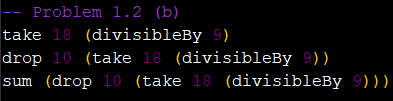 -- Problem 1.2 (b)
take 18 (divisibleBy 9)
drop 10 (take 18 (divisibleBy 9))
sum (drop 10 (take 18 (divisibleBy 9)))